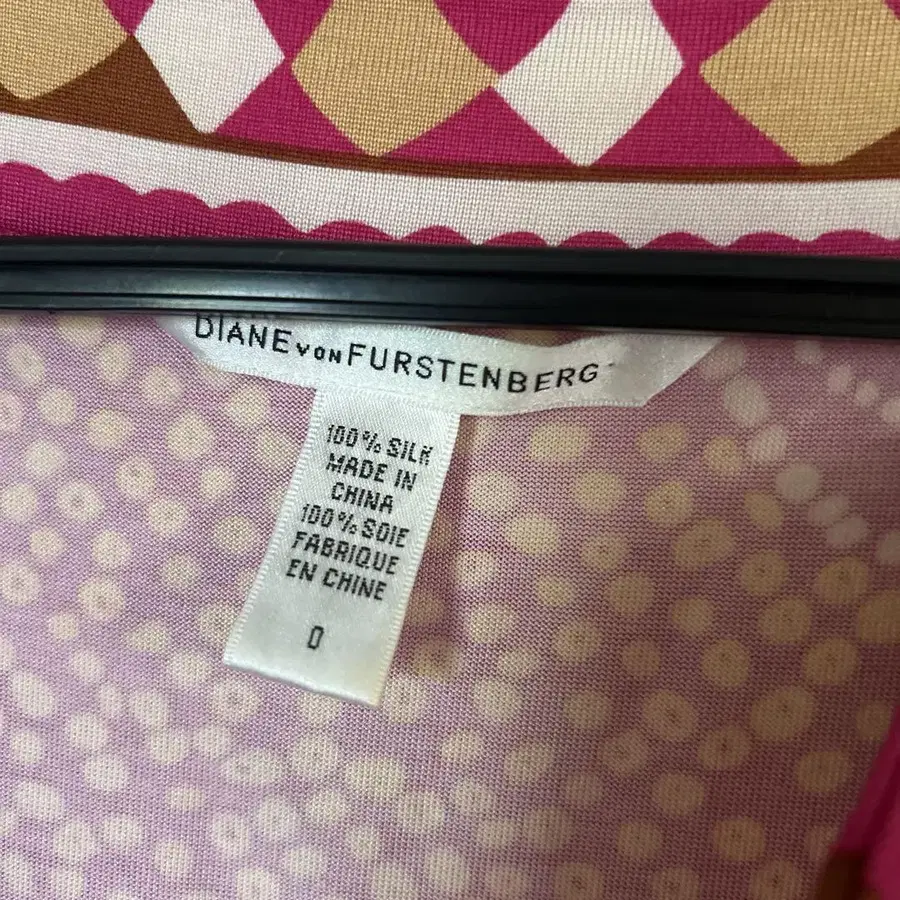 DIANE von FURSTENBERG
100% SILK
MADE IN
CHINA
100% SOIE
FABRIQUE
EN CHINE
0